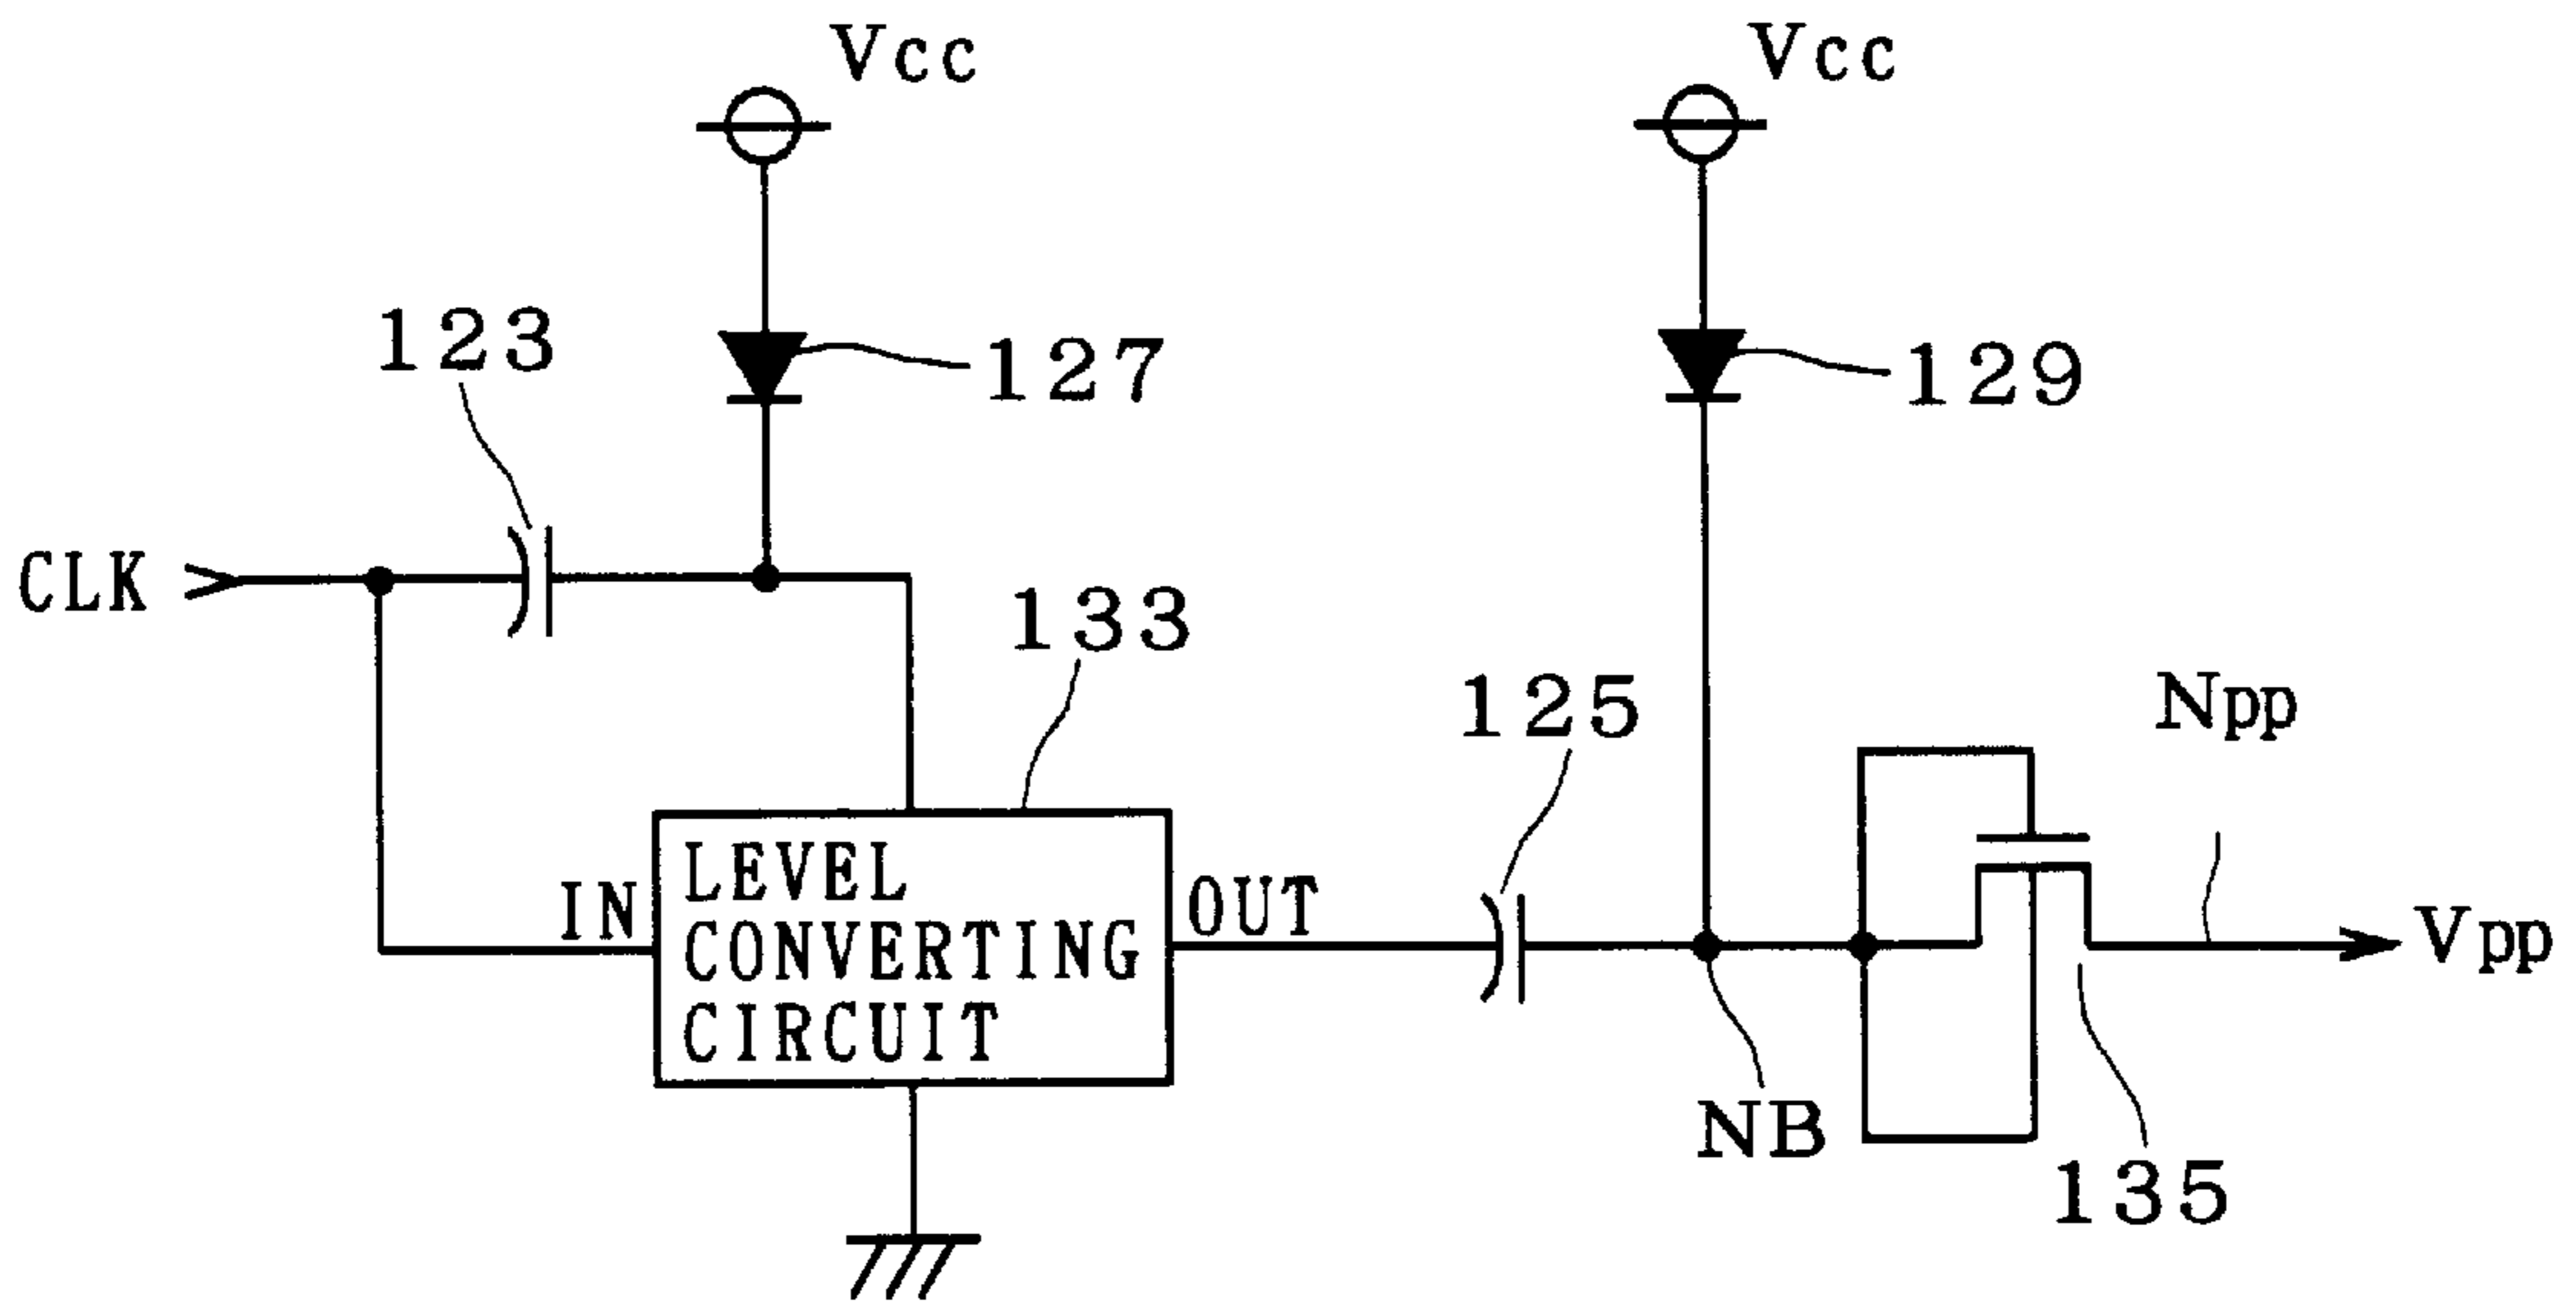 Vcc
Vcc
123
127
129
CLK
133
125
Npp
IN
LEVEL
CONVERTING
CIRCUIT
OUT
Vpp
NB
135